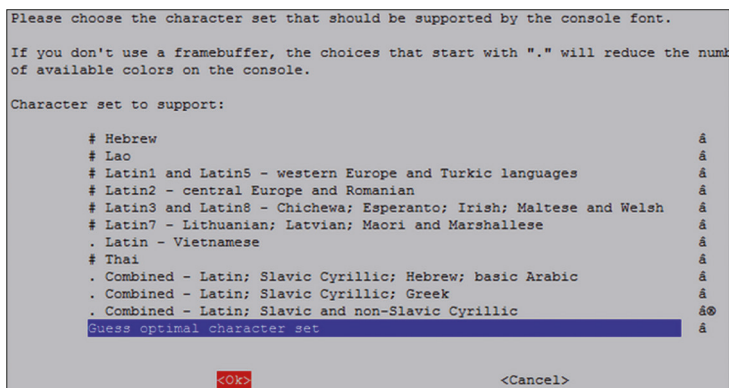 Please choose the character set that should be supported by the console font.
If you don't use a framebuffer, the choices that start with "." will reduce the numb
of available colors on the console.
Character set to support:
# Hebrew â
# Lao â
# Latin1 and Latin5 - western Europe and Turkic languages â
# Latin2 - central Europe and Romanian â
# Latin3 and Latin8 - Chichewa; Esperanto; Irish; Maltese and Welsh â
# Latin7 - Lithuanian; Latvian; Maori and Marshallese â
. Latin - Vietnamese â
# Thai â
. Combined - Latin; Slavic Cyrillic; Hebrew; basic Arabic â
. Combined - Latin; Slavic Cyrillic; Greek â
. Combined - Latin; Slavic and non-Slavic Cyrillic â®
Guess optimal character set â
<Ok> <Cancel>